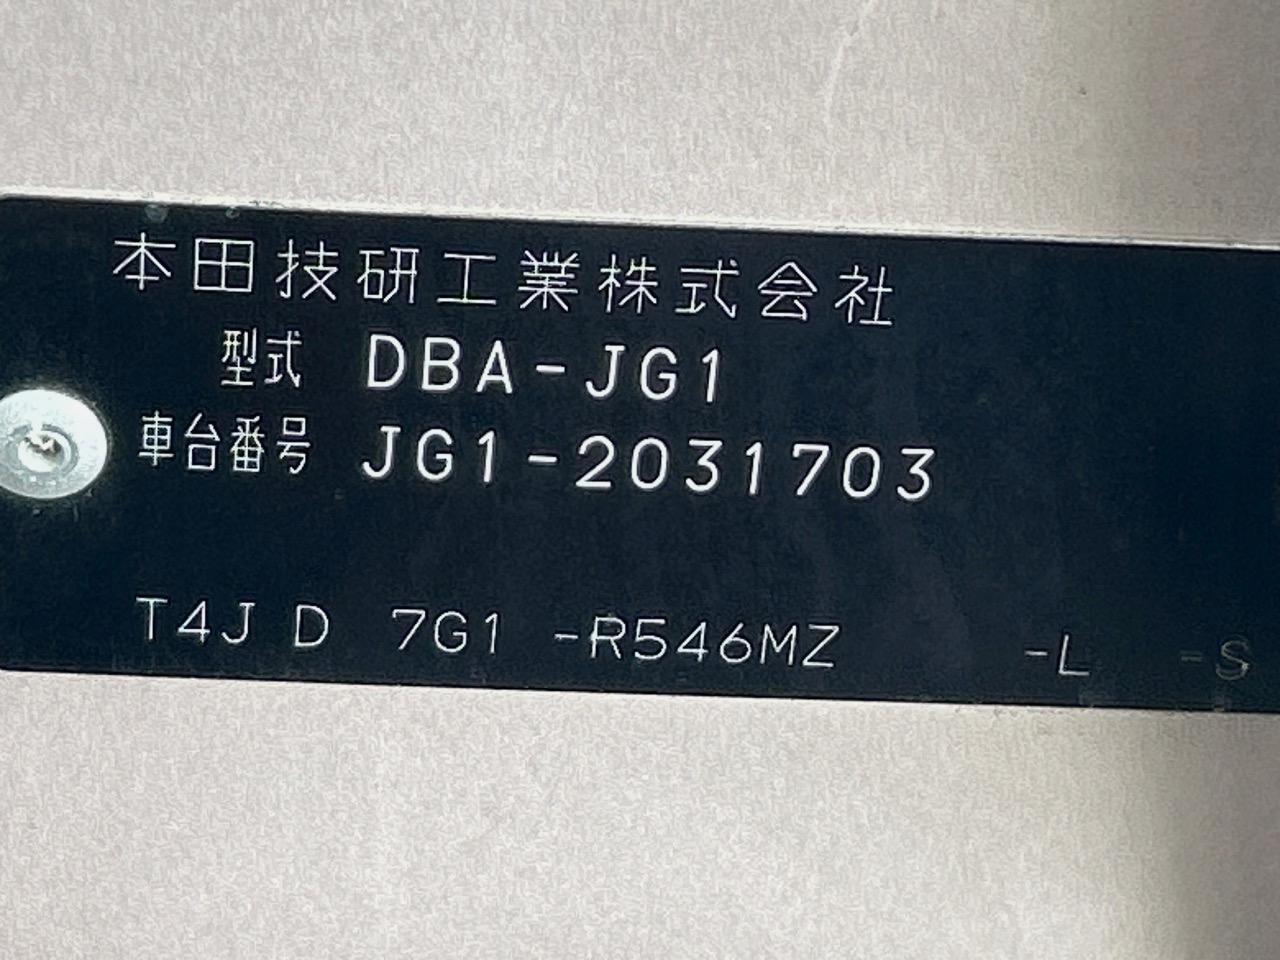 本田技研工業株式会社
型式 DBA-JG1
車台番号 JG1-2031703
T4J D 7G1 -R546MZ -L -S